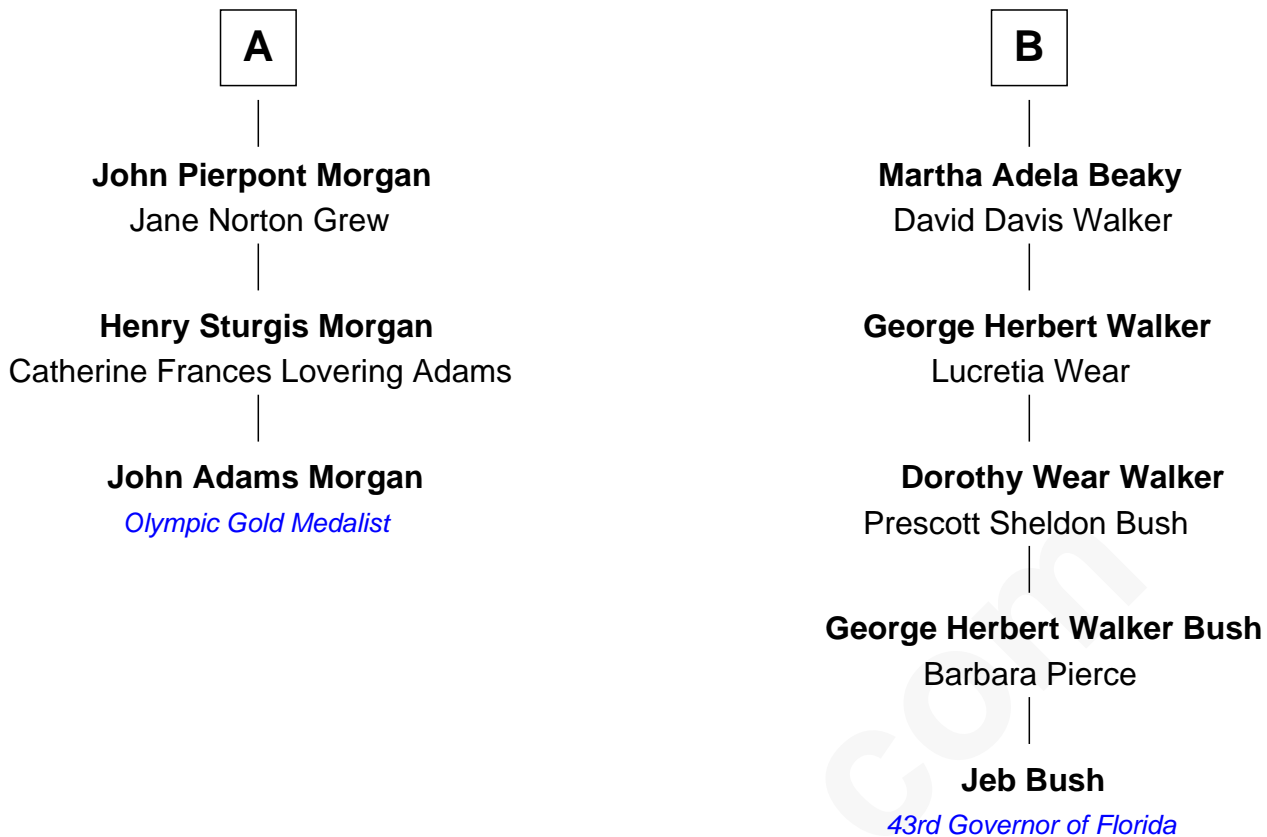 A
John Pierpont Morgan
Jane Norton Grew
Henry Sturgis Morgan
Catherine Frances Lovering Adams
John Adams Morgan
Olympic Gold Medalist
B
Martha Adela Beaky
David Davis Walker
George Herbert Walker
Lucretia Wear
Dorothy Wear Walker
Prescott Sheldon Bush
George Herbert Walker Bush
Barbara Pierce
Jeb Bush
43rd Governor of Florida
com